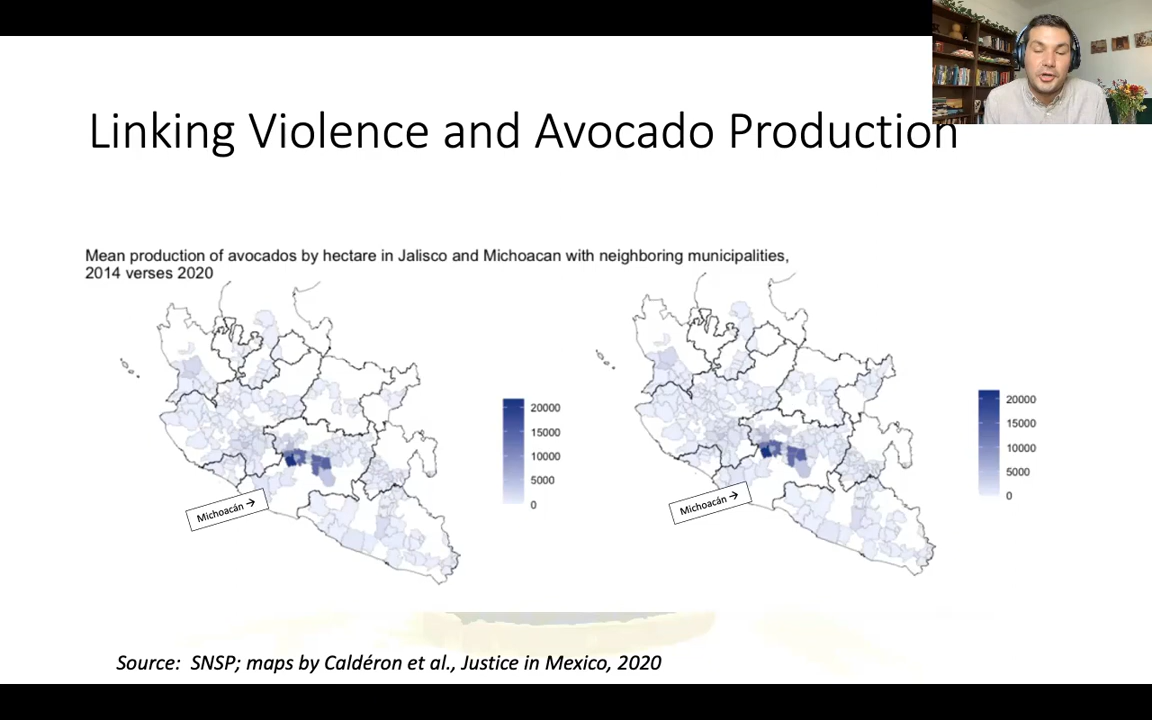 Linking Violence and Avocado Production
Mean production of avocados by hectare in Jalisco and Michoacan with neighboring municipalities,
2014 verses 2020
20000
15000
10000
5000
0
Michoacán →
20000
15000
10000
5000
0
Michoacán →
Source: SNSP; maps by Caldéron et al., Justice in Mexico, 2020